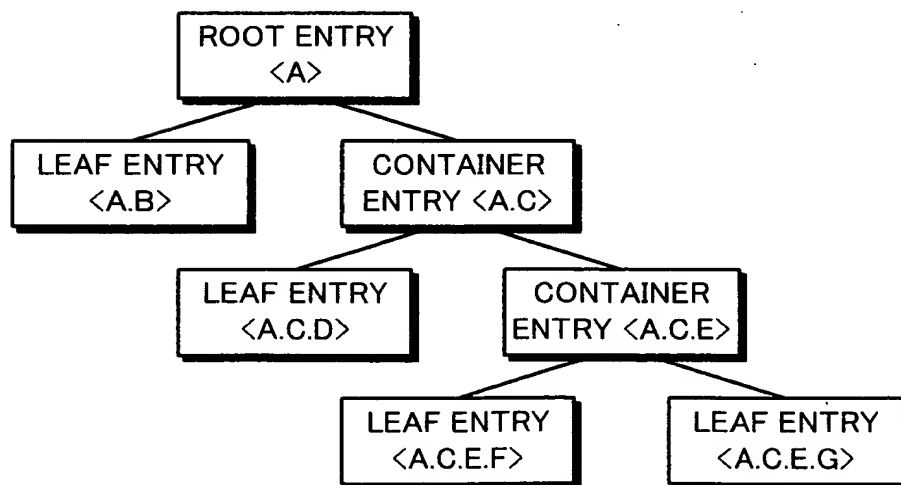 ROOT ENTRY
<A>
LEAF ENTRY
<A.B>
CONTAINER
ENTRY <A.C>
LEAF ENTRY
<A.C.D>
CONTAINER
ENTRY <A.C.E>
LEAF ENTRY
<A.C.E.F>
LEAF ENTRY
<A.C.E.G>